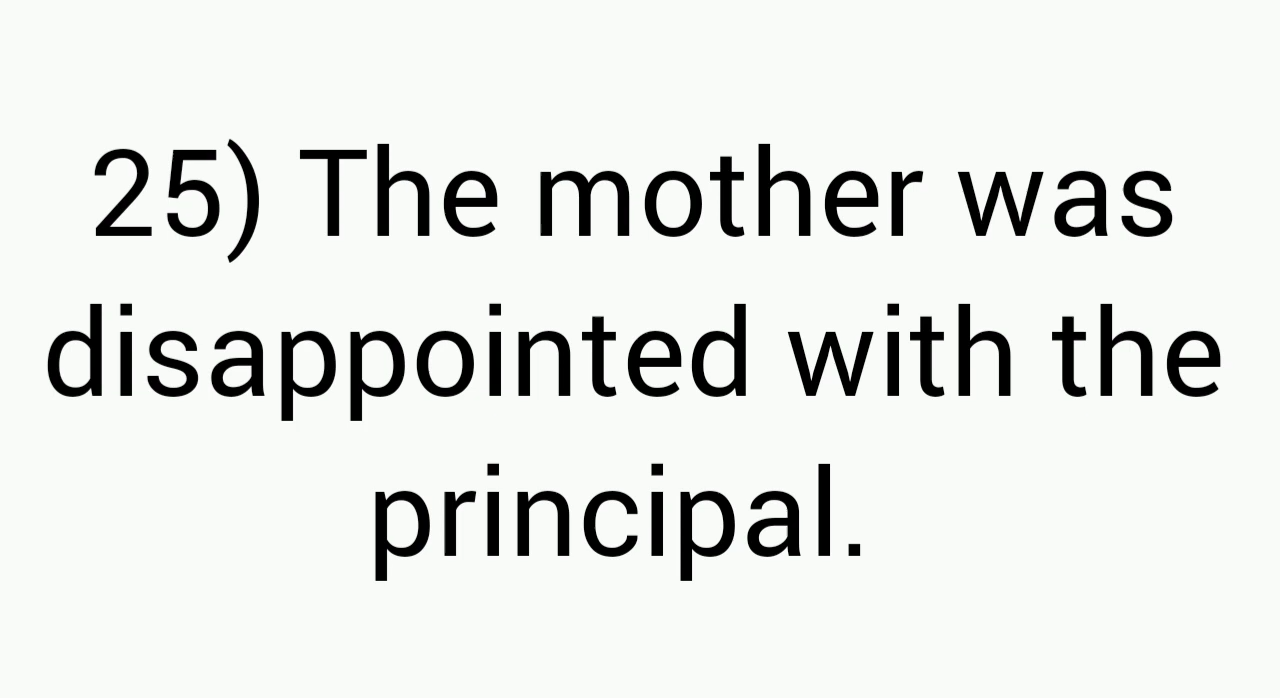 25) The mother was
disappointed with the
principal.